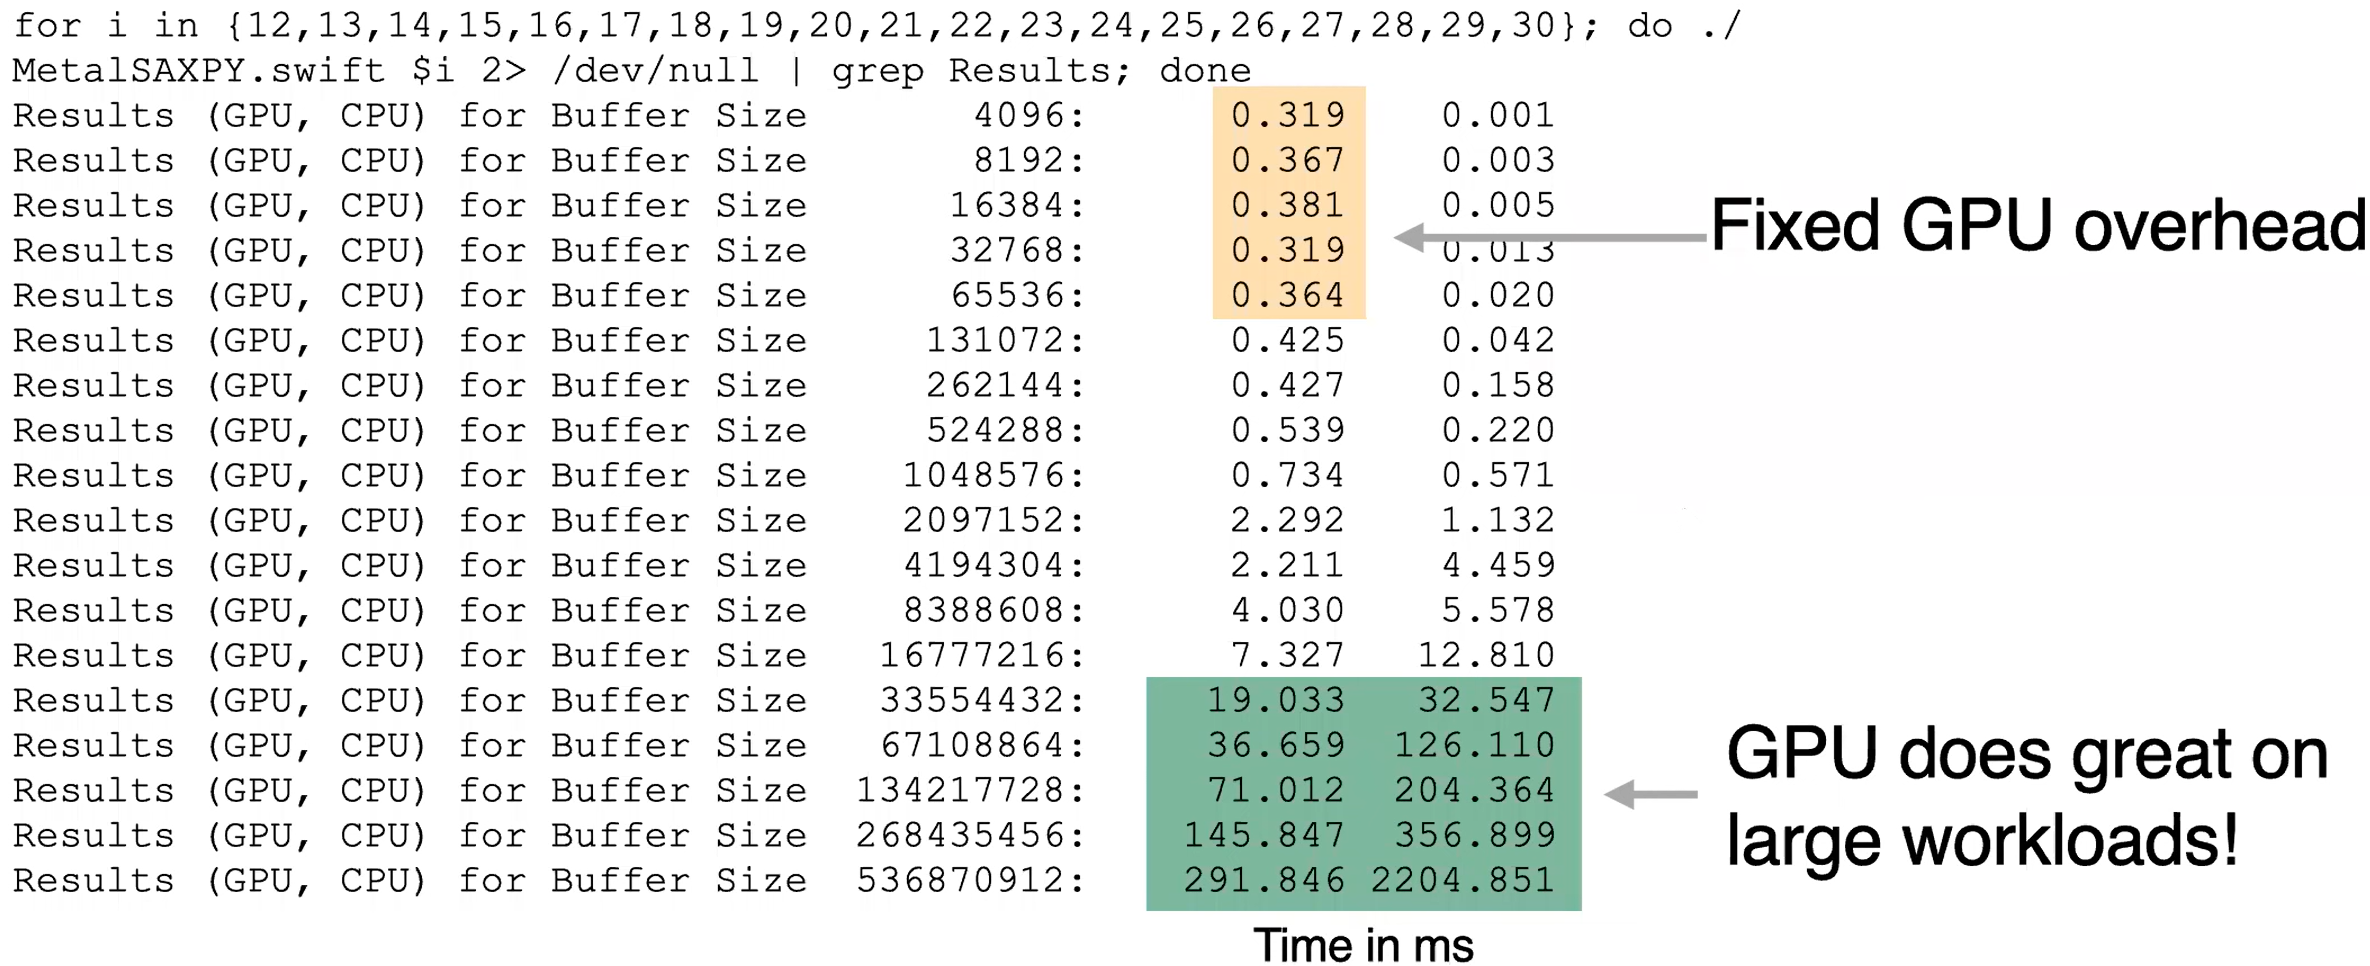 for i in {12,13,14,15,16,17,18,19,20,21,22,23,24,25,26,27,28,29,30}; do ./
MetalSAXPY.swift $i 2> /dev/null | grep Results; done
Results (GPU, CPU) for Buffer Size 4096: 0.319 0.001
Results (GPU, CPU) for Buffer Size 8192: 0.367 0.003
Results (GPU, CPU) for Buffer Size 16384: 0.381 0.005
Results (GPU, CPU) for Buffer Size 32768: 0.319 0.013
Results (GPU, CPU) for Buffer Size 65536: 0.364 0.020
Results (GPU, CPU) for Buffer Size 131072: 0.425 0.042
Results (GPU, CPU) for Buffer Size 262144: 0.427 0.158
Results (GPU, CPU) for Buffer Size 524288: 0.539 0.220
Results (GPU, CPU) for Buffer Size 1048576: 0.734 0.571
Results (GPU, CPU) for Buffer Size 2097152: 2.292 1.132
Results (GPU, CPU) for Buffer Size 4194304: 2.211 4.459
Results (GPU, CPU) for Buffer Size 8388608: 4.030 5.578
Results (GPU, CPU) for Buffer Size 16777216: 7.327 12.810
Results (GPU, CPU) for Buffer Size 33554432: 19.033 32.547
Results (GPU, CPU) for Buffer Size 67108864: 36.659 126.110
Results (GPU, CPU) for Buffer Size 134217728: 71.012 204.364
Results (GPU, CPU) for Buffer Size 268435456: 145.847 356.899
Results (GPU, CPU) for Buffer Size 536870912: 291.846 2204.851
Time in ms
Fixed GPU overhead
GPU does great on
large workloads!